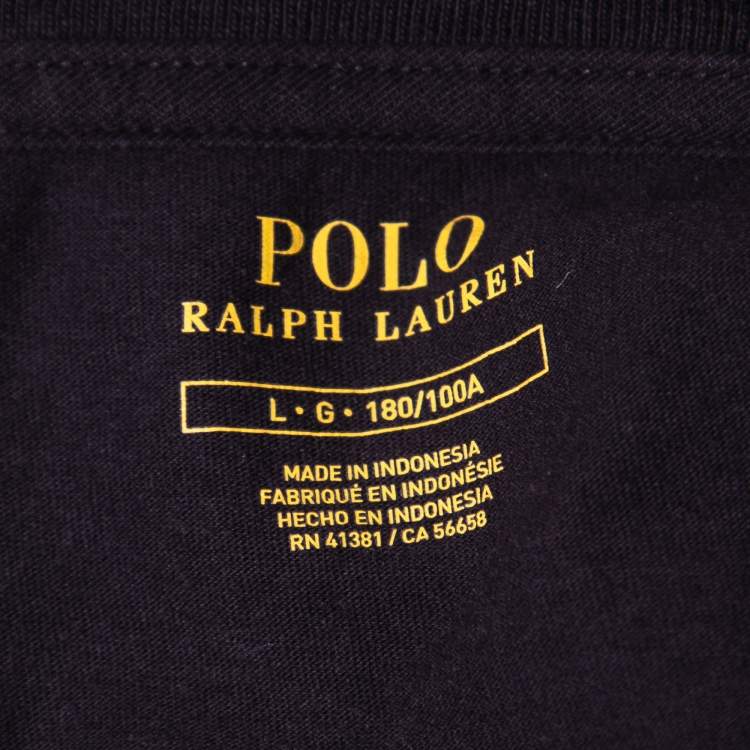 POLO
RALPH LAUREN
L • G • 180/100A
MADE IN INDONESIA
FABRIQUÉ EN INDONÉSIE
HECHO EN INDONESIA
RN 41381 / CA 56658